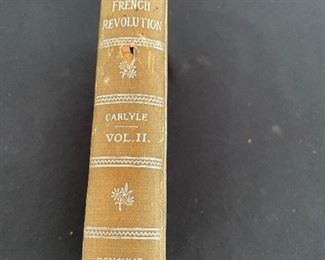 FRENCH
REVOLUTION
CARLYLE
VOL. II.